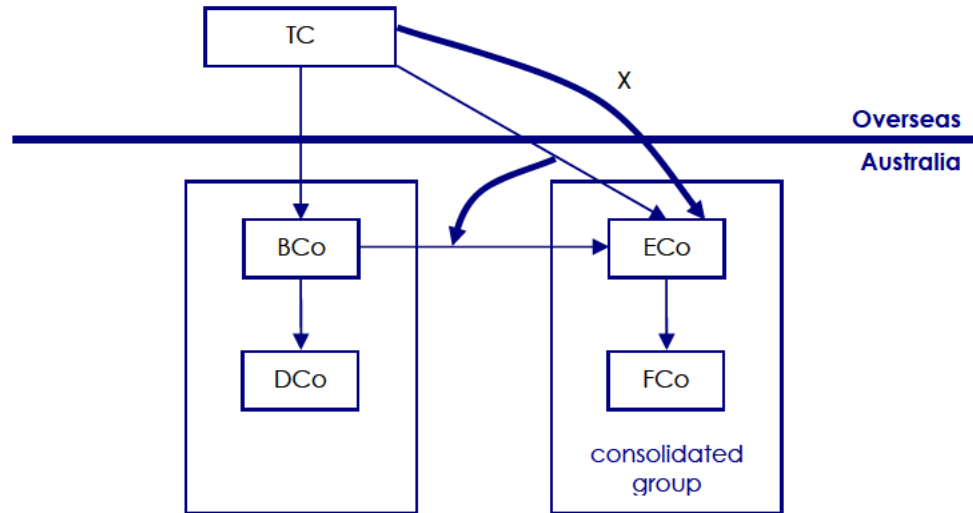 TC
X
Overseas
Australia
BCo
ECo
DCo
FCo
consolidated
group